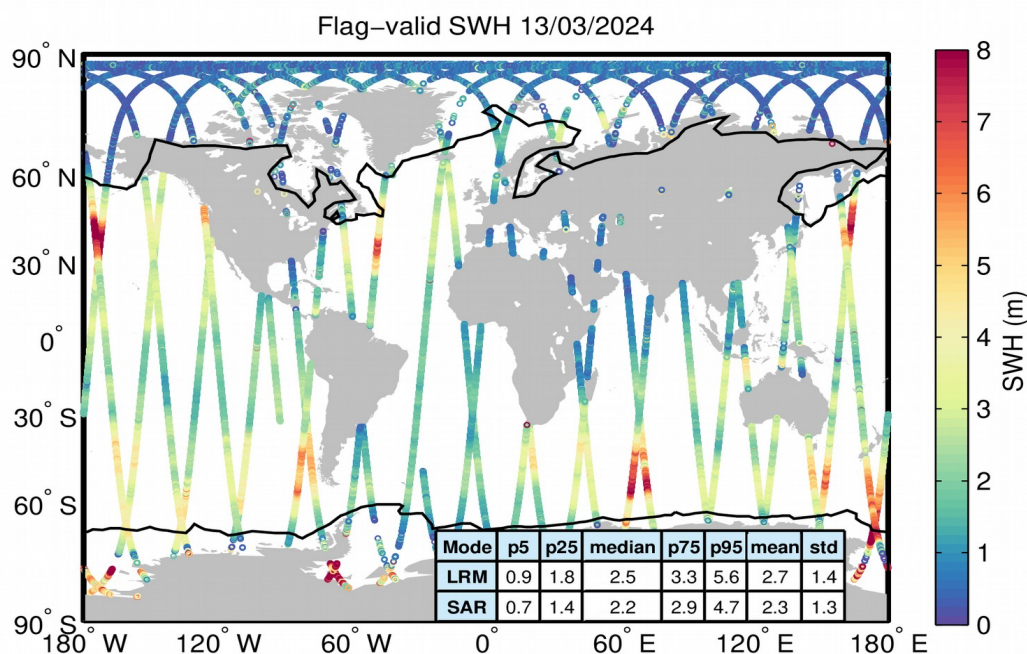 Flag−valid SWH 13/03/2024
90° N
60° N
30° N
0°
30° S
60° S
90° S
180° W 120° W 60° W 0° 60° E 120° E 180° E
Mode p5 p25 median p75 p95 mean std
LRM 0.9 1.8 2.5 3.3 5.6 2.7 1.4
SAR 0.7 1.4 2.2 2.9 4.7 2.3 1.3
8
7
6
5
4
3
2
1
0
SWH (m)